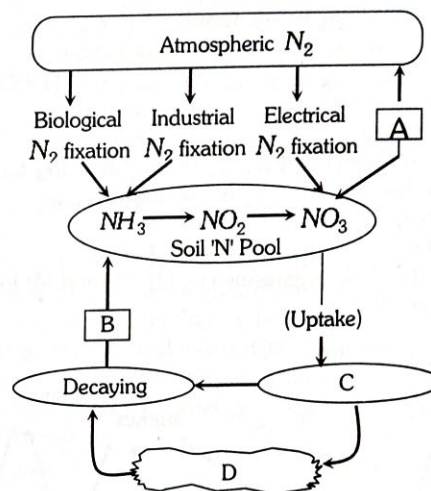 Atmospheric N₂
Biological Industrial Electrical A
N₂ fixation N₂ fixation N₂ fixation
NH₃ NO₂ NO₃
Soil 'N' Pool
B (Uptake)
Decaying C
D